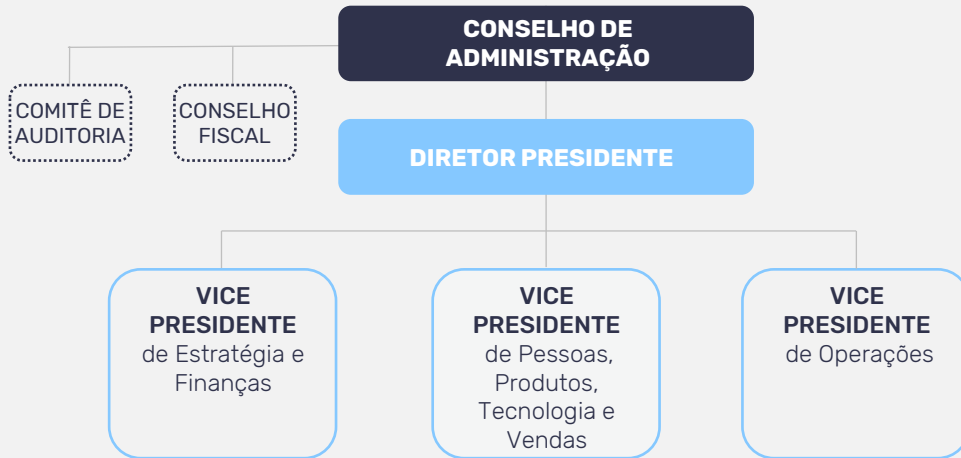 CONSELHO DE
ADMINISTRAÇÃO
COMITÊ DE
AUDITORIA
CONSELHO
FISCAL
DIRETOR PRESIDENTE
VICE
PRESIDENTE
de Estratégia e
Finanças
VICE
PRESIDENTE
de Pessoas,
Produtos,
Tecnologia e
Vendas
VICE
PRESIDENTE
de Operações